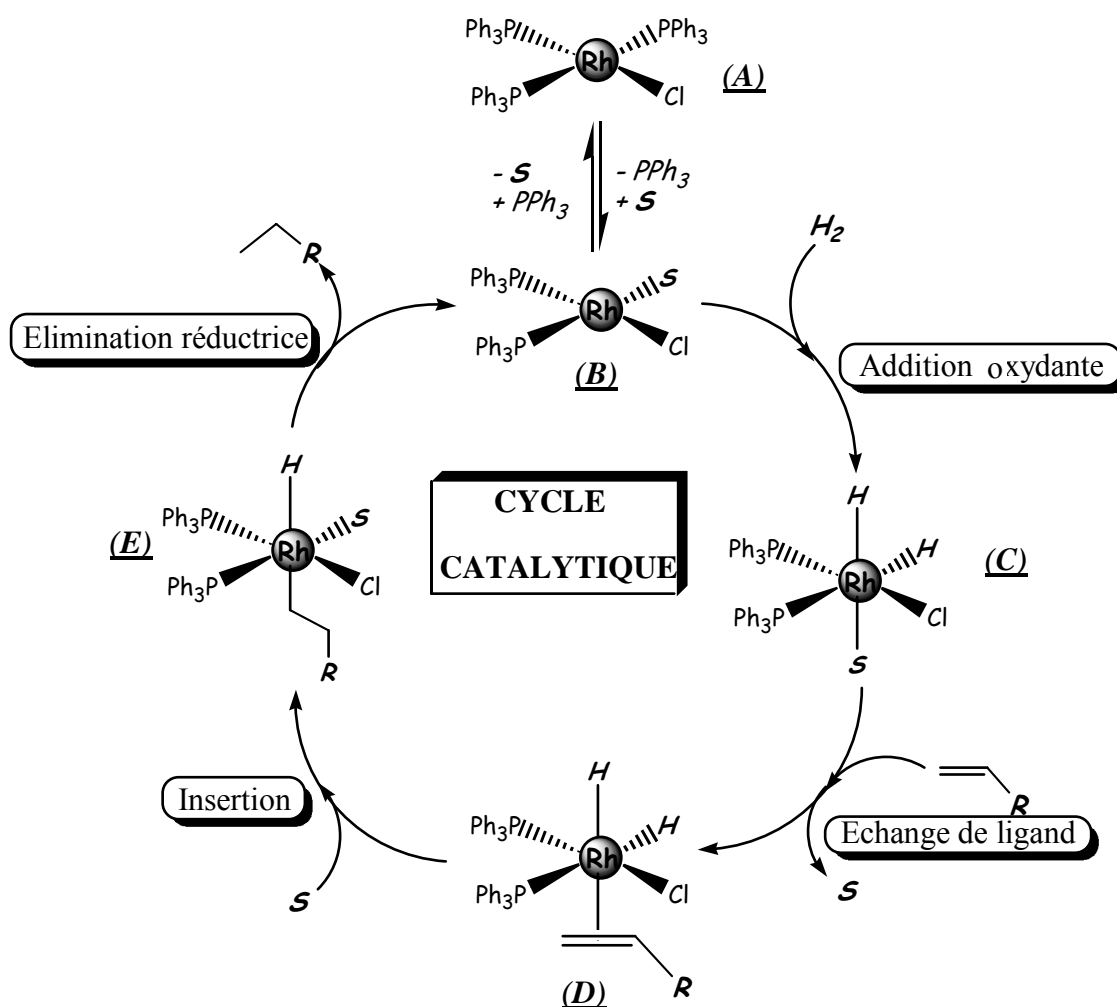 Ph3P
PPh3
Rh
Ph3P
Cl
(A)
- S
+ PPh3
- PPh3
+ S
H2
R
Ph3P
S
Rh
Ph3P
Cl
(B)
Elimination réductrice
Addition oxydante
H
Ph3P
S
Rh
Ph3P
Cl
R
(E)
CYCLE
CATALYTIQUE
H
Ph3P
H
Rh
Ph3P
Cl
S
(C)
Insertion
S
R
Echange de ligand
S
H
Ph3P
H
Rh
Ph3P
Cl
R
(D)